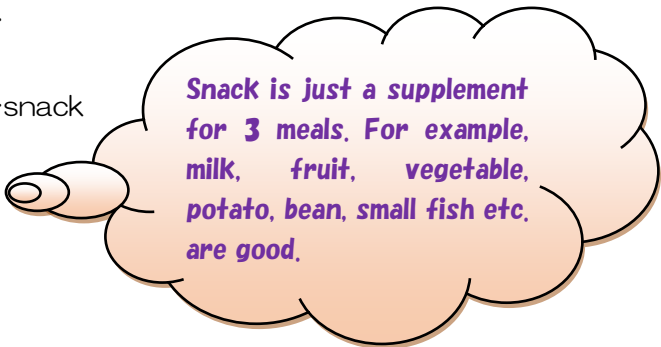 snack
Snack is just a supplement
for 3 meals. For example,
milk, fruit, vegetable,
potato, bean, small fish etc.
are good.